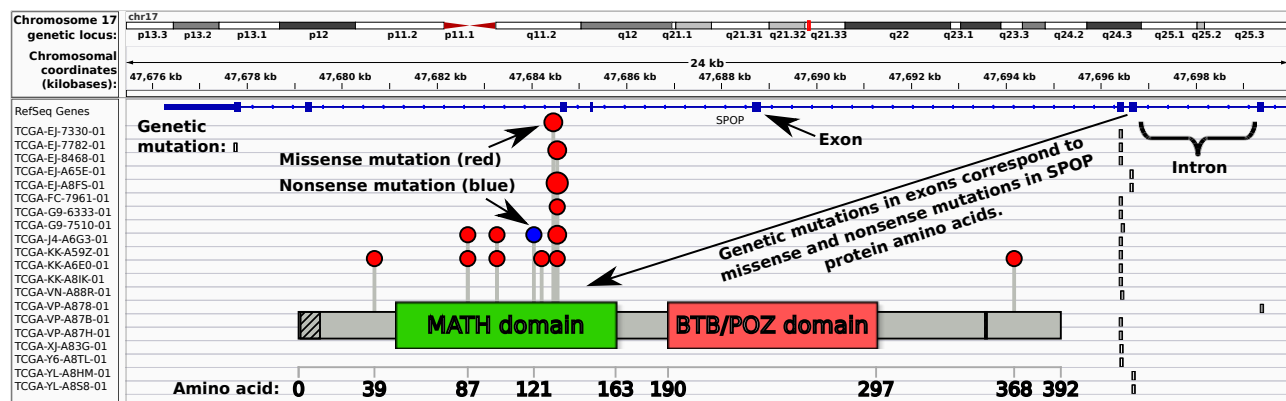 Chromosome 17
genetic locus:
chr17
p13.3 p13.2 p13.1 p12 p11.2 p11.1 q11.2 q12 q21.1 q21.31 q21.32 q21.33 q22 q23.1 q23.3 q24.2 q24.3 q25.1 q25.2 q25.3
Chromosomal
coordinates
(kilobases):
24 kb
47,676 kb 47,678 kb 47,680 kb 47,682 kb 47,684 kb 47,686 kb 47,688 kb 47,690 kb 47,692 kb 47,694 kb 47,696 kb 47,698 kb
RefSeq Genes
SPOP
TCGA-EJ-7330-01
TCGA-EJ-7782-01
TCGA-EJ-8468-01
TCGA-EJ-A65E-01
TCGA-EJ-A8FS-01
TCGA-FC-7961-01
TCGA-G9-6333-01
TCGA-G9-7510-01
TCGA-J4-A6G3-01
TCGA-KK-A59Z-01
TCGA-KK-A6E0-01
TCGA-KK-A8IK-01
TCGA-VN-A88R-01
TCGA-VP-A878-01
TCGA-VP-A87B-01
TCGA-VP-A87H-01
TCGA-XJ-A83G-01
TCGA-Y6-A8TL-01
TCGA-YL-A8HM-01
TCGA-YL-A8S8-01
Genetic
mutation:
Missense mutation (red)
Nonsense mutation (blue)
Exon
Intron
Genetic mutations in exons correspond to
missense and nonsense mutations in SPOP
protein amino acids.
MATH domain
BTB/POZ domain
Amino acid: 0 39 87 121 163 190 297 368 392